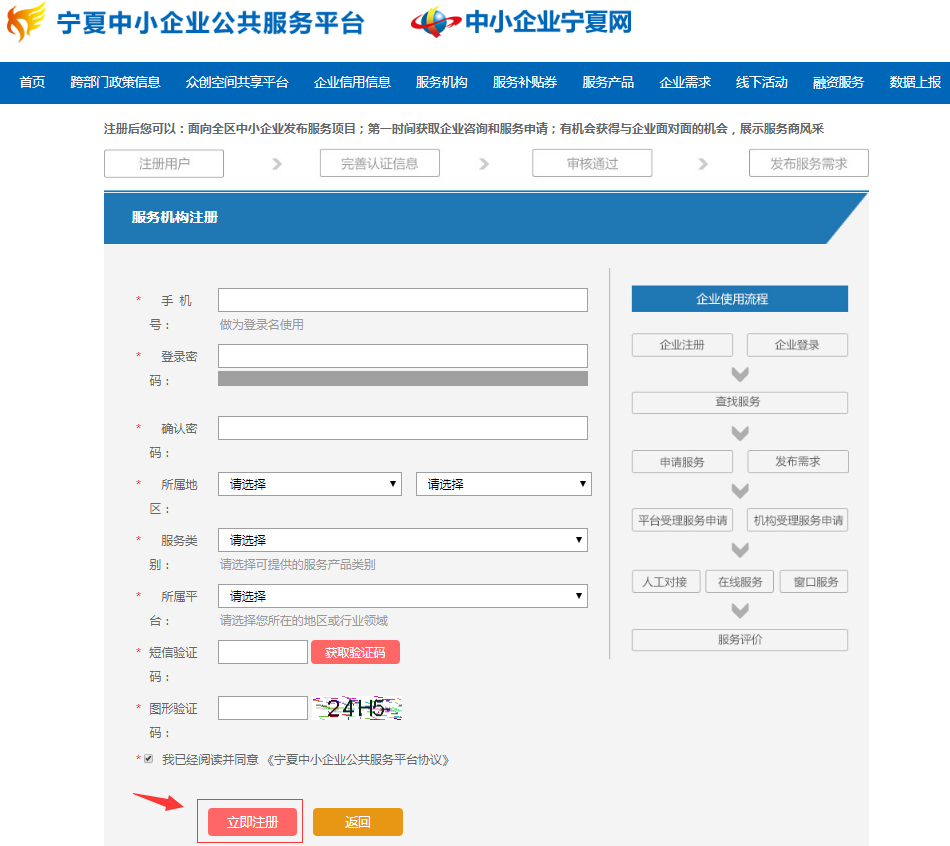 宁夏中小企业公共服务平台 中小企业宁夏网
首页 跨部门政策信息 众创空间共享平台 企业信用信息 服务机构 服务补贴券 服务产品 企业需求 线下活动 融资服务 数据上报
注册后您可以：面向全区中小企业发布服务项目；第一时间获取企业咨询和服务申请；有机会获得与企业面对面的机会，展示服务商风采
注册用户 完善认证信息 审核通过 发布服务需求
服务机构注册
* 手 机
号：
做为登录名使用
* 登录密
码：
* 确认密
码：
* 所属地
区：
请选择 请选择
* 服务类
别：
请选择
请选择可提供的服务产品类别
* 所属平
台：
请选择
请选择您所在的地区或行业领域
* 短信验证
码：
获取验证码
* 图形验证
码：
24H5
* 我已经阅读并同意 《宁夏中小企业公共服务平台协议》
立即注册 返回
企业使用流程
企业注册 企业登录
查找服务
申请服务 发布需求
平台受理服务申请 机构受理服务申请
人工对接 在线服务 窗口服务
服务评价